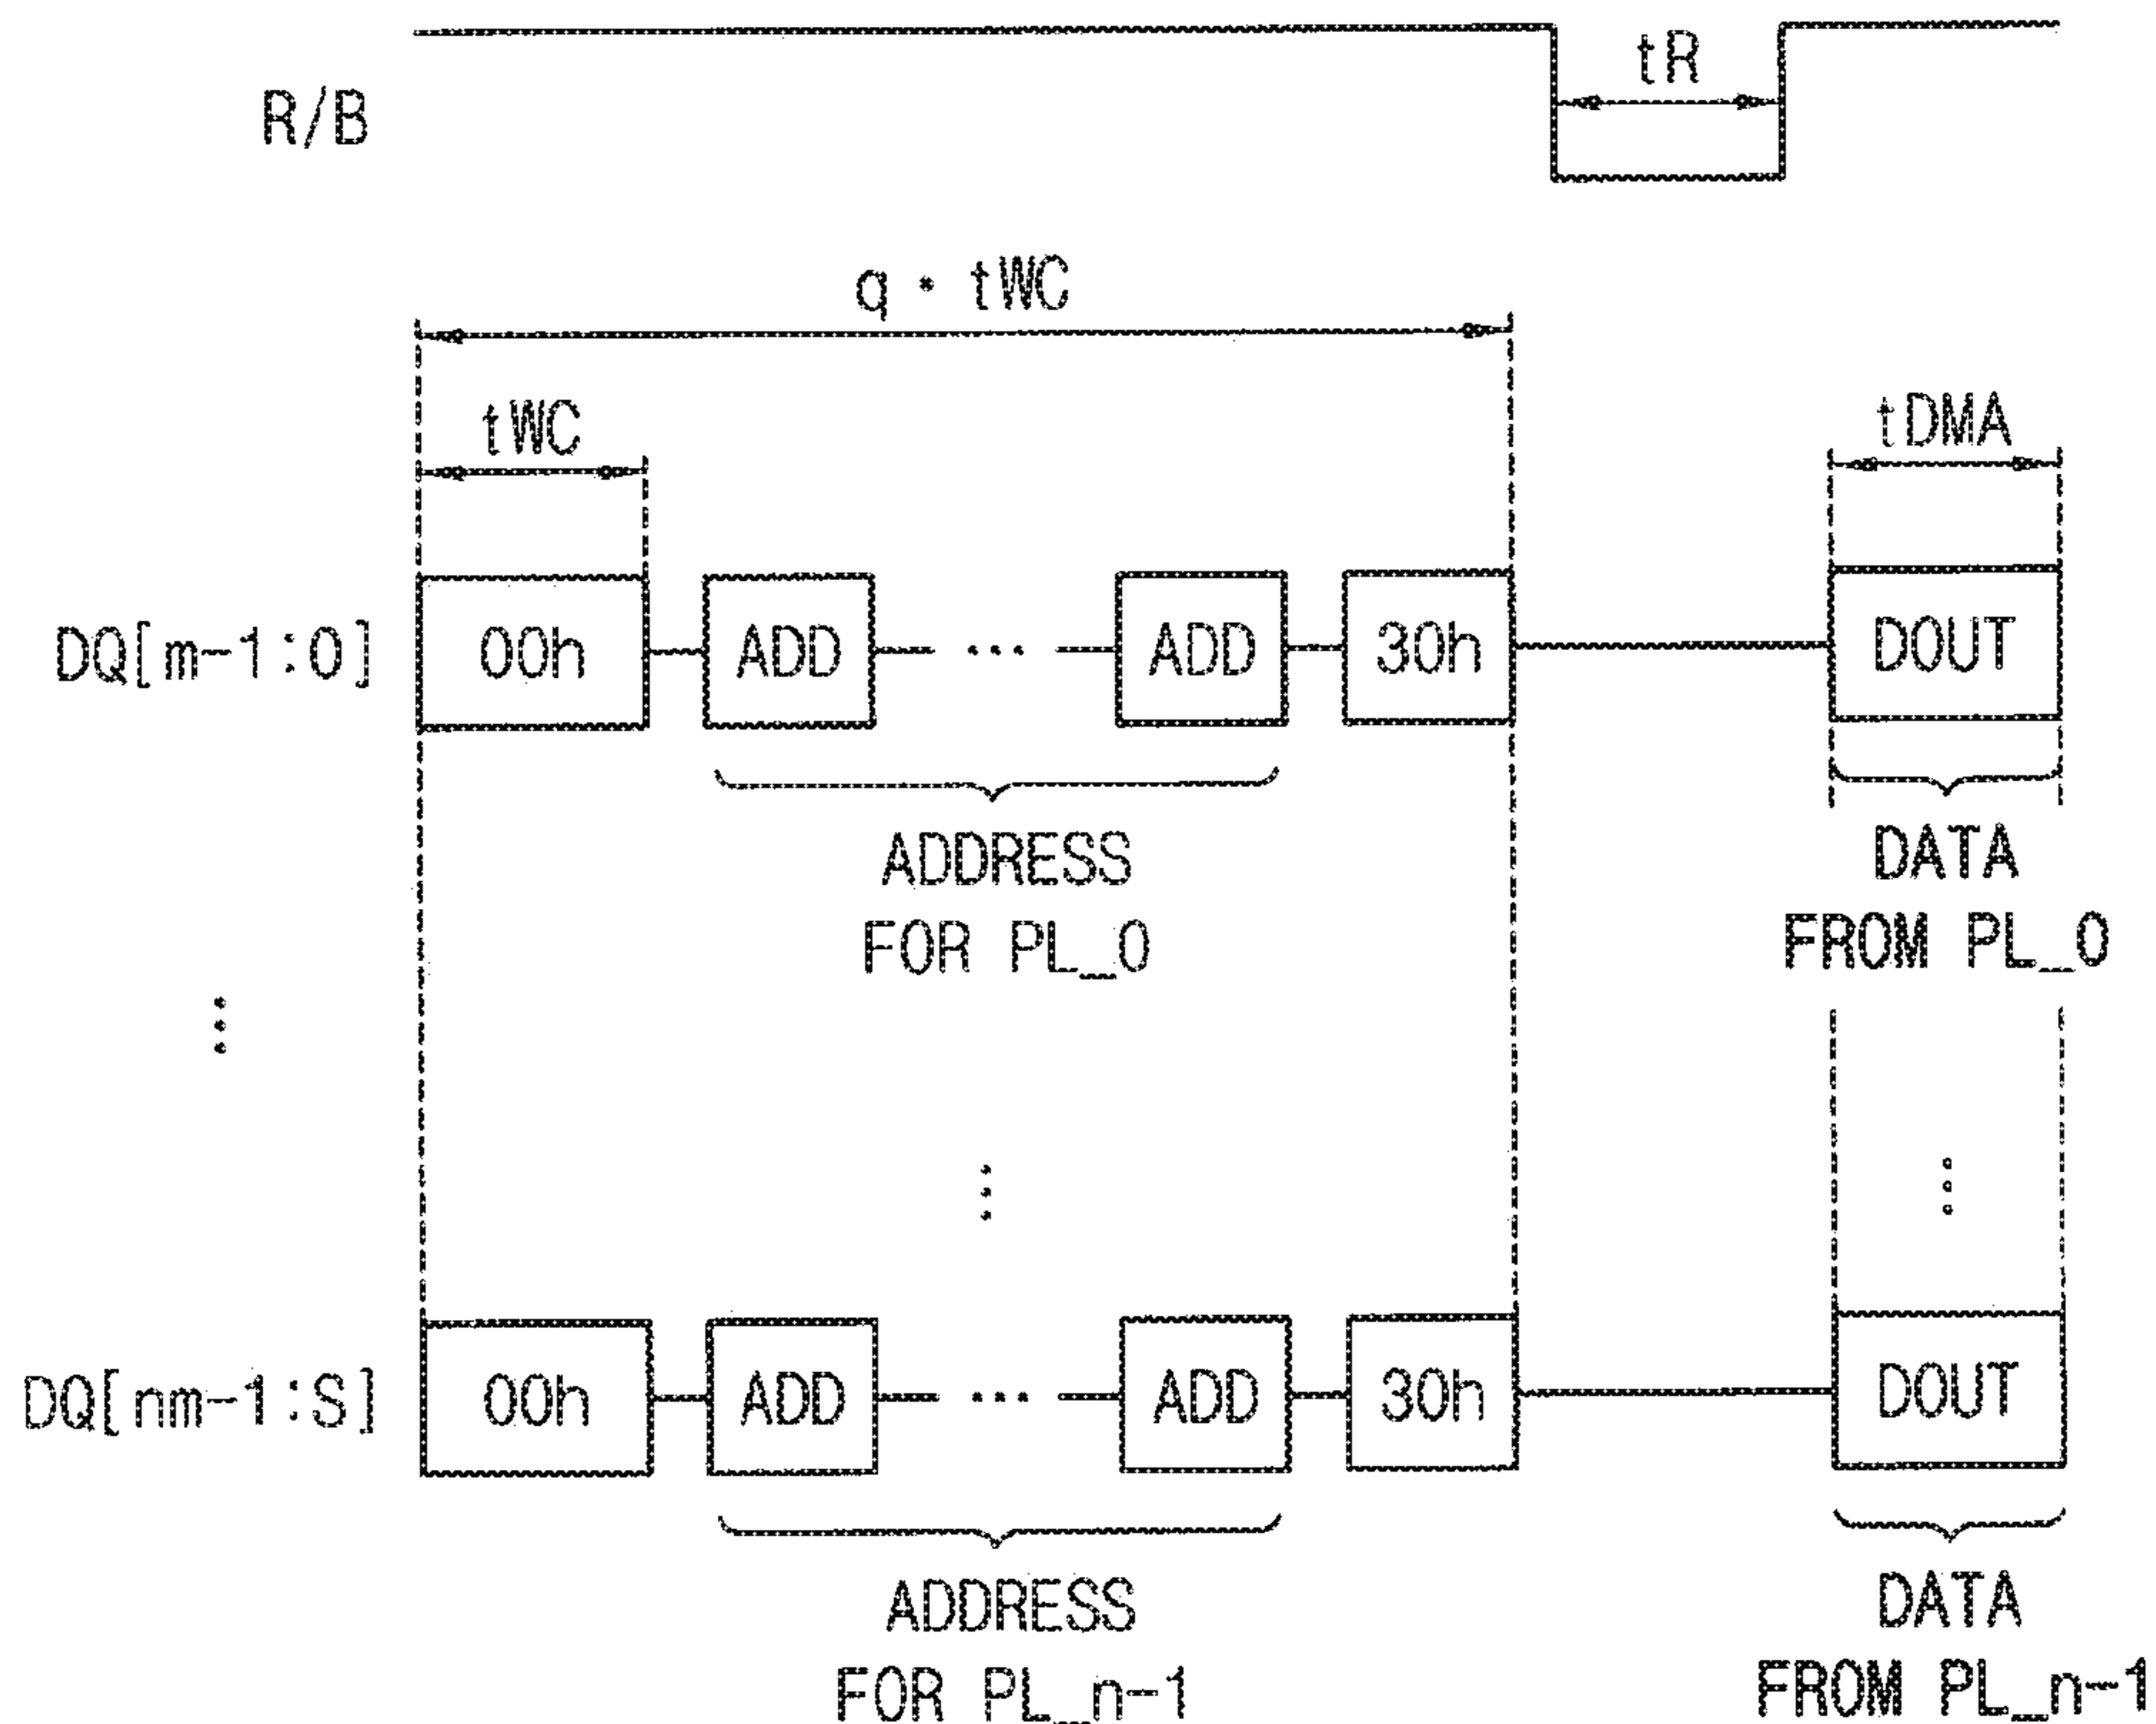 tR
R/B
q · tWC
tWC
tDMA
DQ[m-1:0] 00h ADD ··· ADD 30h DOUT
ADDRESS
FOR PL_0
DATA
FROM PL_0
DQ[nm-1:S] 00h ADD ··· ADD 30h DOUT
ADDRESS
FOR PL_n-1
DATA
FROM PL_n-1